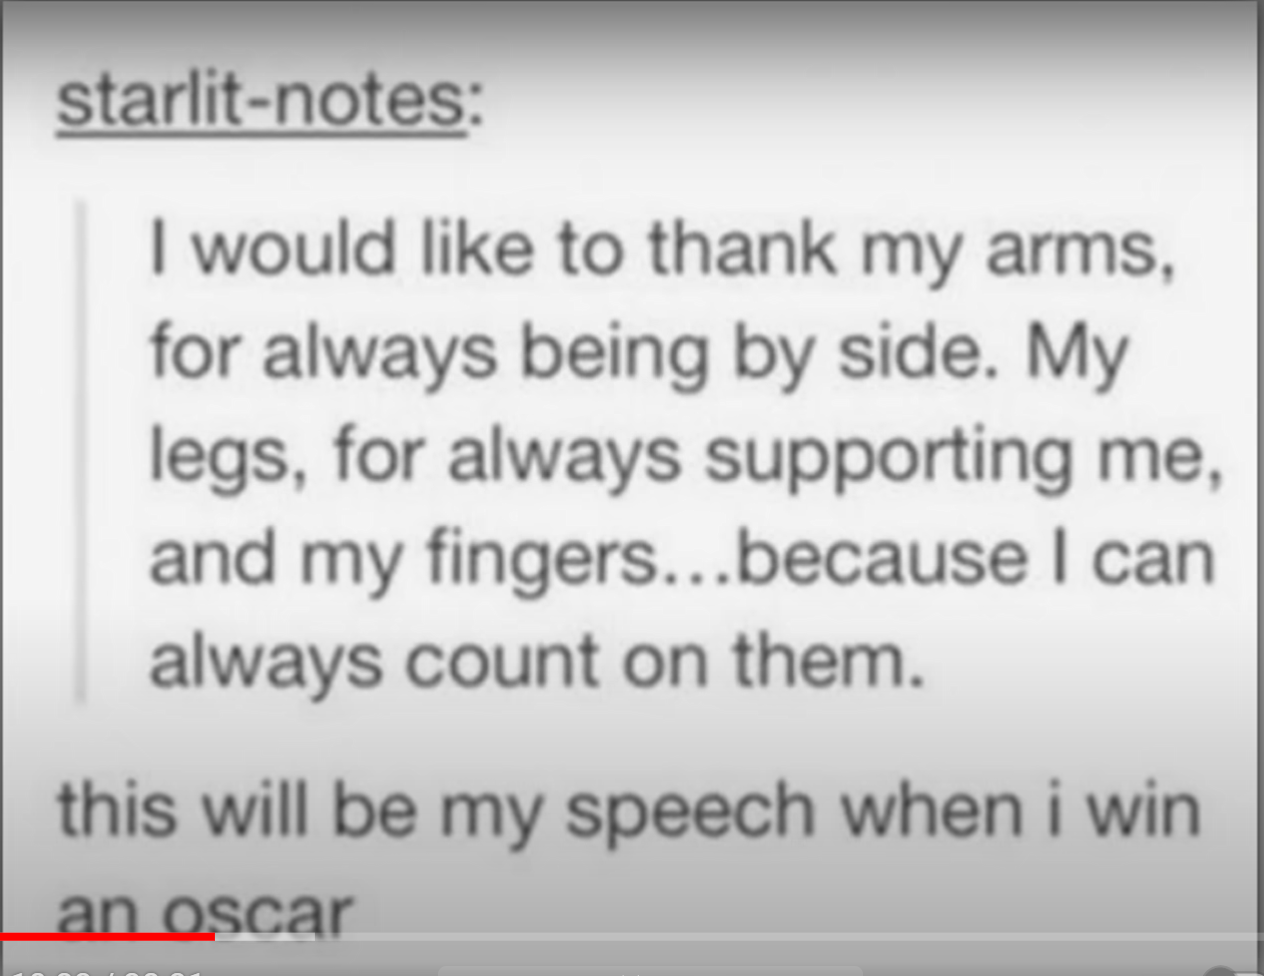 starlit-notes:
I would like to thank my arms,
for always being by side. My
legs, for always supporting me,
and my fingers...because I can
always count on them.
this will be my speech when i win
an oscar